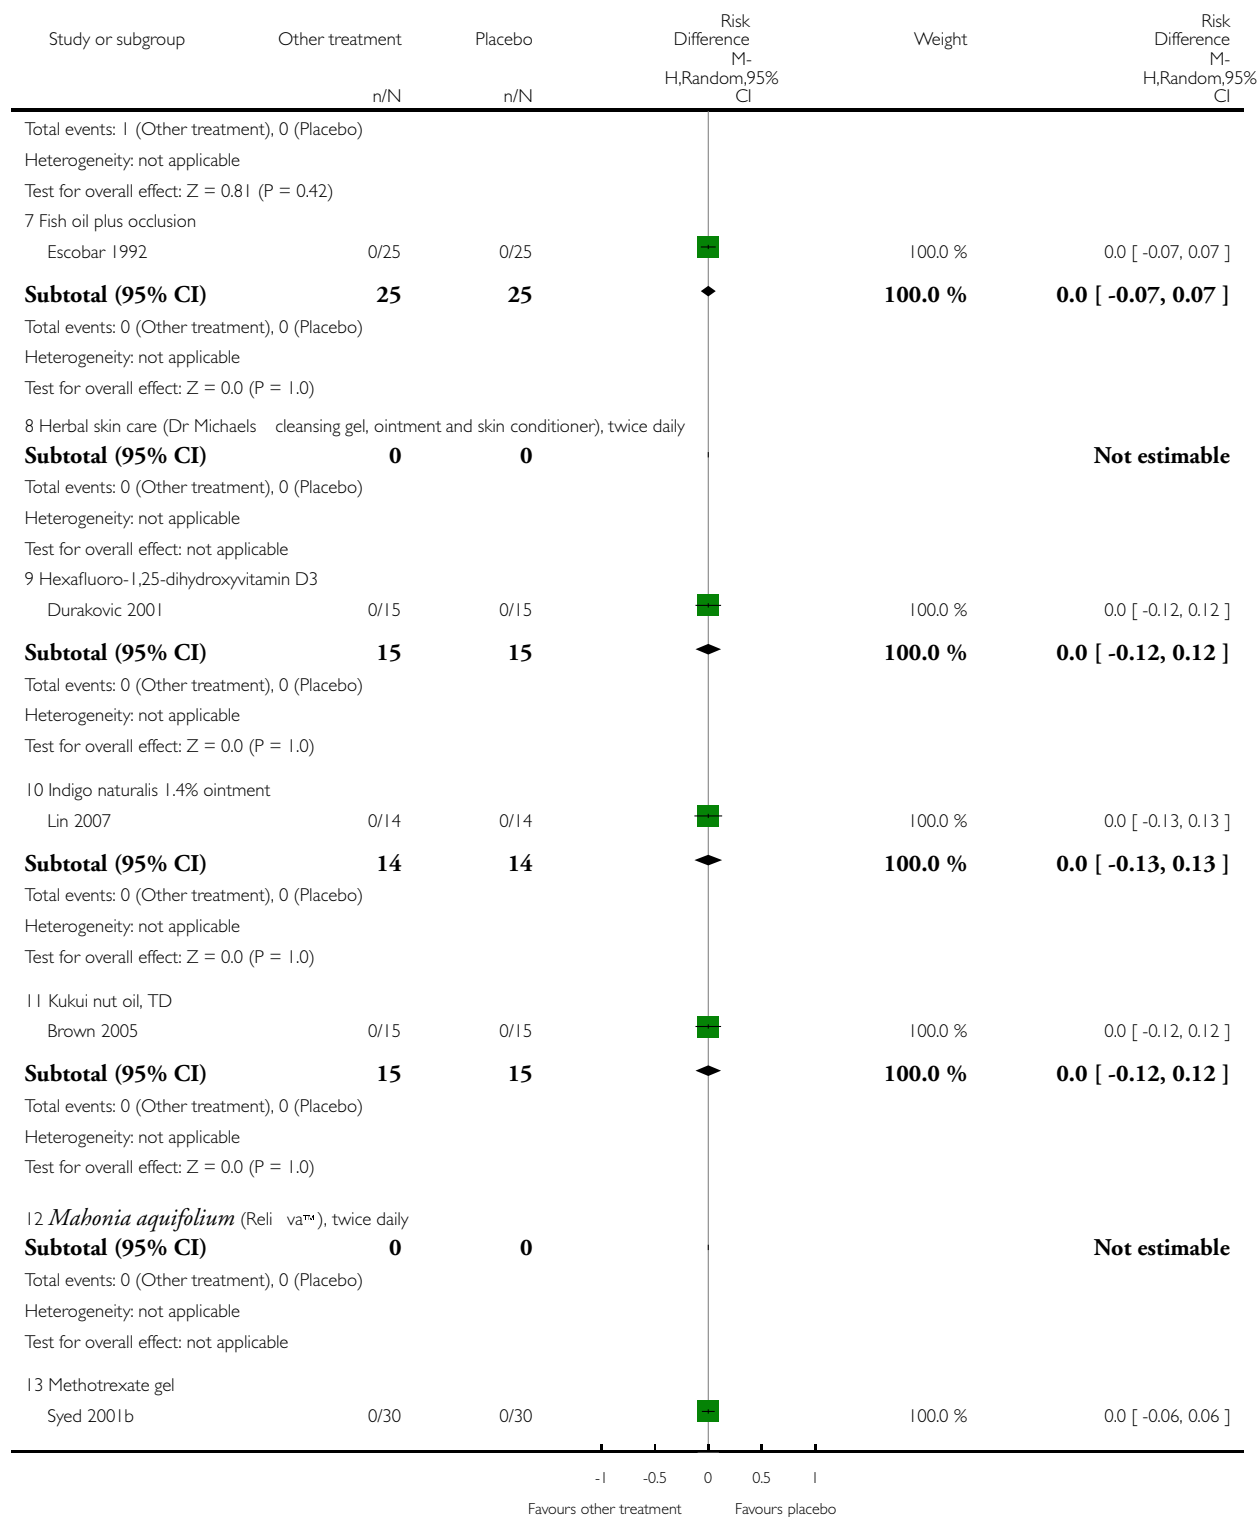 Study or subgroup Other treatment Placebo Risk Difference Weight Risk Difference
M-H,Random,95% CI M-H,Random,95% CI
n/N n/N
Total events: 1 (Other treatment), 0 (Placebo)
Heterogeneity: not applicable
Test for overall effect: Z = 0.81 (P = 0.42)
7 Fish oil plus occlusion
Escobar 1992 0/25 0/25 100.0 % 0.0 [ -0.07, 0.07 ]
Subtotal (95% CI) 25 25 100.0 % 0.0 [ -0.07, 0.07 ]
Total events: 0 (Other treatment), 0 (Placebo)
Heterogeneity: not applicable
Test for overall effect: Z = 0.0 (P = 1.0)
8 Herbal skin care (Dr Michaels cleansing gel, ointment and skin conditioner), twice daily
Subtotal (95% CI) 0 0 Not estimable
Total events: 0 (Other treatment), 0 (Placebo)
Heterogeneity: not applicable
Test for overall effect: not applicable
9 Hexafluoro-1,25-dihydroxyvitamin D3
Durakovic 2001 0/15 0/15 100.0 % 0.0 [ -0.12, 0.12 ]
Subtotal (95% CI) 15 15 100.0 % 0.0 [ -0.12, 0.12 ]
Total events: 0 (Other treatment), 0 (Placebo)
Heterogeneity: not applicable
Test for overall effect: Z = 0.0 (P = 1.0)
10 Indigo naturalis 1.4% ointment
Lin 2007 0/14 0/14 100.0 % 0.0 [ -0.13, 0.13 ]
Subtotal (95% CI) 14 14 100.0 % 0.0 [ -0.13, 0.13 ]
Total events: 0 (Other treatment), 0 (Placebo)
Heterogeneity: not applicable
Test for overall effect: Z = 0.0 (P = 1.0)
11 Kukui nut oil, TD
Brown 2005 0/15 0/15 100.0 % 0.0 [ -0.12, 0.12 ]
Subtotal (95% CI) 15 15 100.0 % 0.0 [ -0.12, 0.12 ]
Total events: 0 (Other treatment), 0 (Placebo)
Heterogeneity: not applicable
Test for overall effect: Z = 0.0 (P = 1.0)
12 Mahonia aquifolium (Reli va™), twice daily
Subtotal (95% CI) 0 0 Not estimable
Total events: 0 (Other treatment), 0 (Placebo)
Heterogeneity: not applicable
Test for overall effect: not applicable
13 Methotrexate gel
Syed 2001b 0/30 0/30 100.0 % 0.0 [ -0.06, 0.06 ]
-1 -0.5 0 0.5 1
Favours other treatment Favours placebo